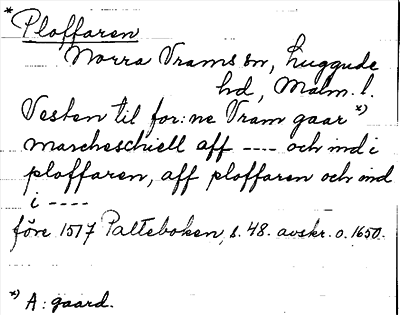 * Ploffaren
Norra Vrams sn, Luggude
hd, Malm. l.
Vesten til for:ne Vram gaar *)
marcheschiell aff ---- och ind i
ploffaren, aff ploffaren och ind
i ----
före 1517 Palteboken, s. 48. avskr. o. 1650.
*) A: gaard.